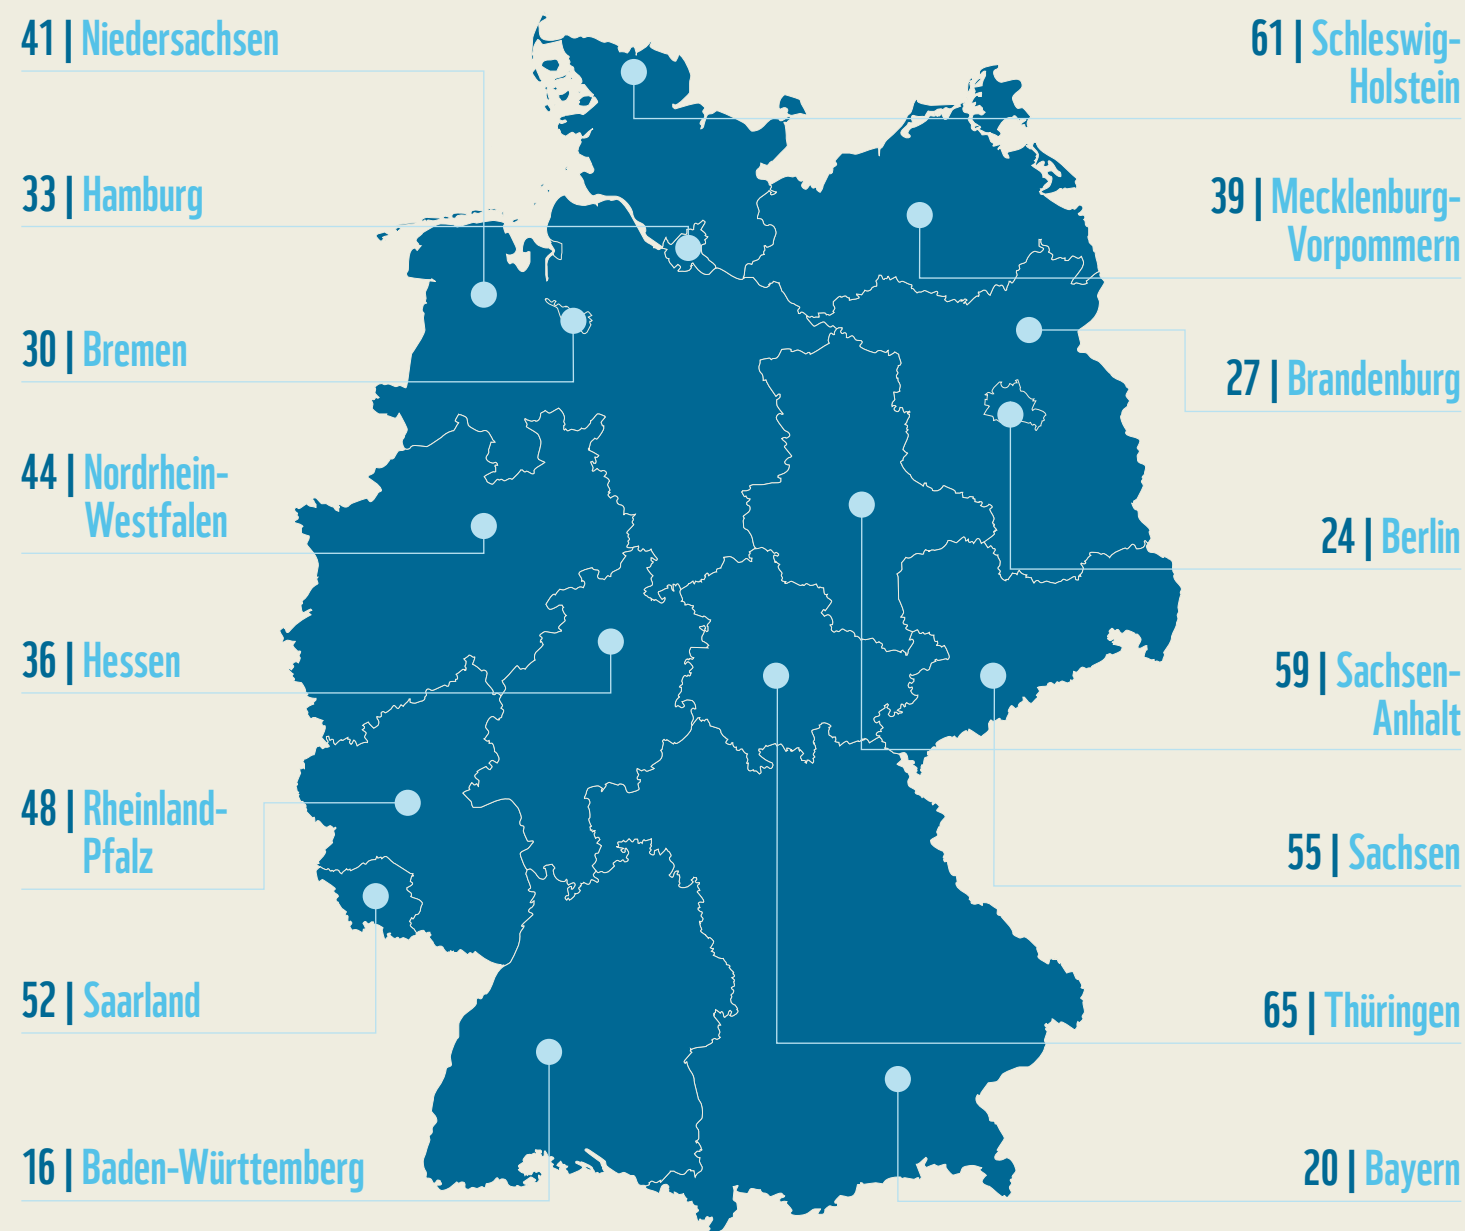 41 | Niedersachsen
33 | Hamburg
30 | Bremen
44 | Nordrhein-
Westfalen
36 | Hessen
48 | Rheinland-
Pfalz
52 | Saarland
16 | Baden-Württemberg
61 | Schleswig-
Holstein
39 | Mecklenburg-
Vorpommern
27 | Brandenburg
24 | Berlin
59 | Sachsen-
Anhalt
55 | Sachsen
65 | Thüringen
20 | Bayern